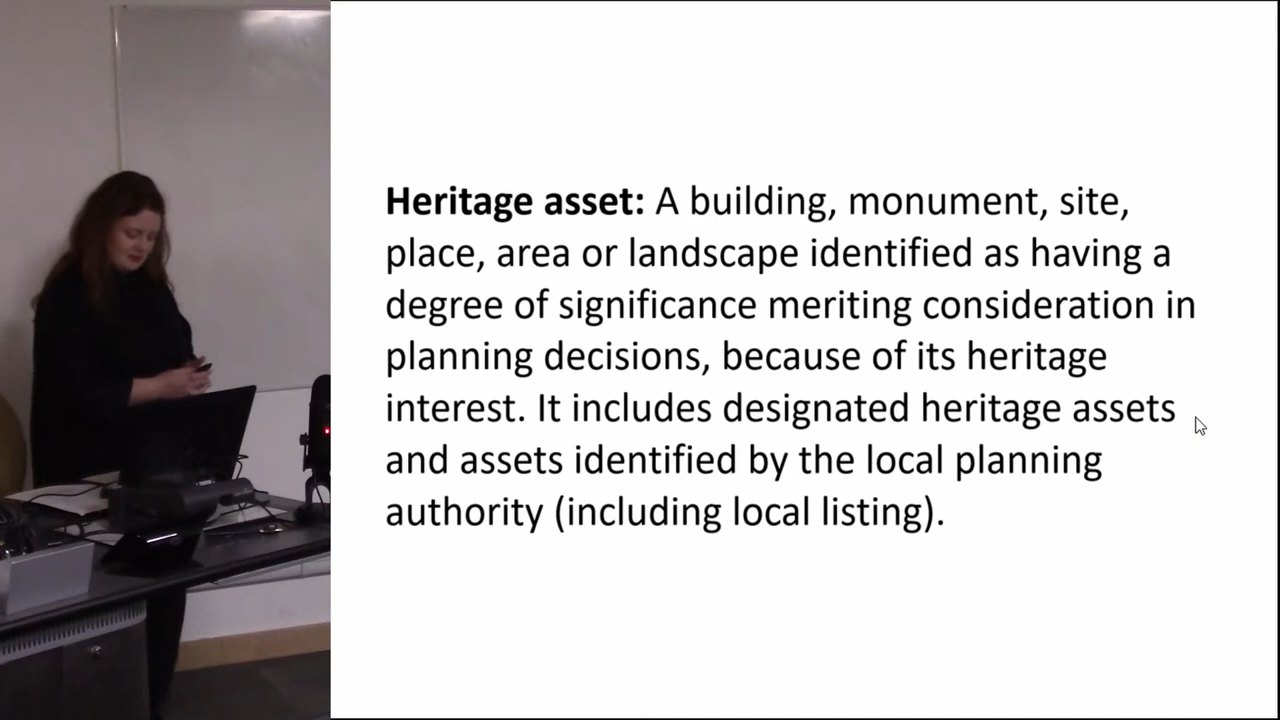 Heritage asset: A building, monument, site,
place, area or landscape identified as having a
degree of significance meriting consideration in
planning decisions, because of its heritage
interest. It includes designated heritage assets
and assets identified by the local planning
authority (including local listing).